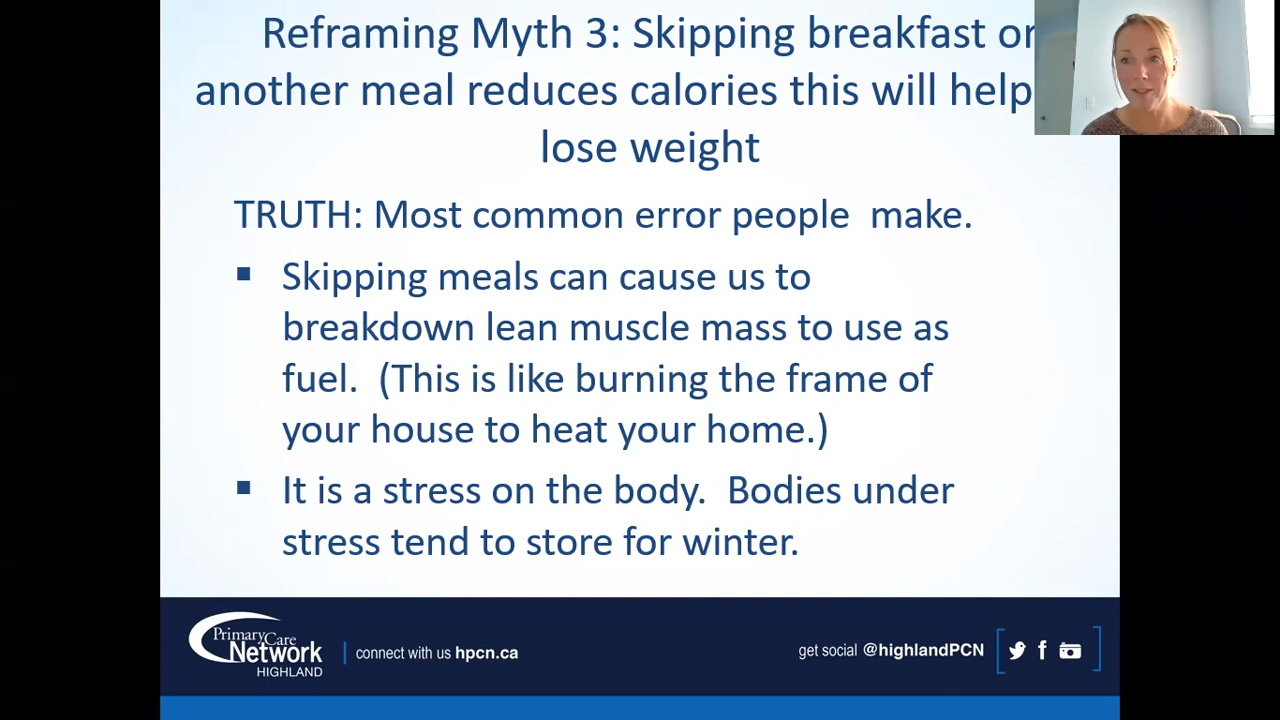 Reframing Myth 3: Skipping breakfast or
another meal reduces calories this will help
lose weight
TRUTH: Most common error people make.
▪ Skipping meals can cause us to
breakdown lean muscle mass to use as
fuel. (This is like burning the frame of
your house to heat your home.)
▪ It is a stress on the body. Bodies under
stress tend to store for winter.
PrimaryCare
Network
HIGHLAND
connect with us hpcn.ca
get social @highlandPCN